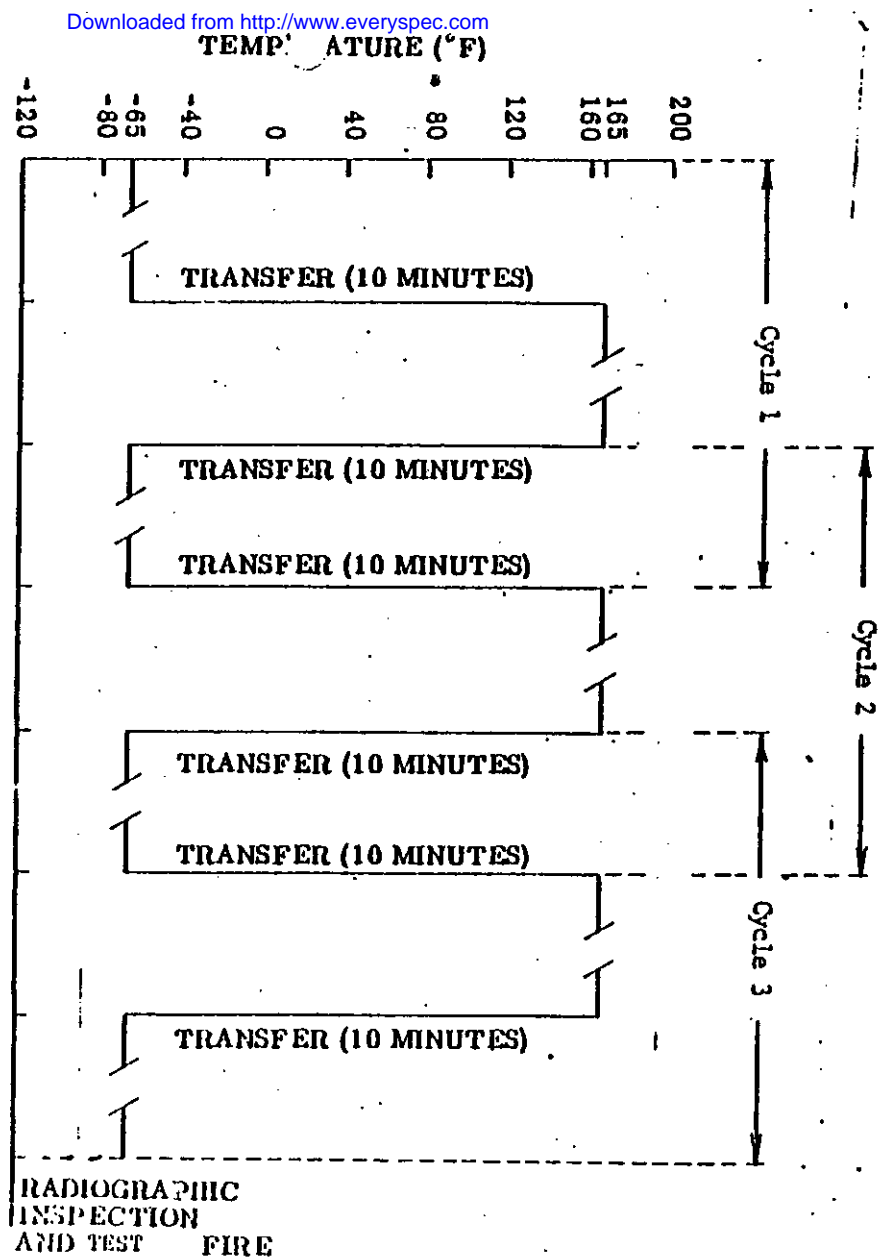 Downloaded from http://www.everyspec.com
TEMP. ATURE (°F)
-120 -80 -65 -40 0 40 80 120 160 165 200
TRANSFER (10 MINUTES)
Cycle 1
TRANSFER (10 MINUTES)
TRANSFER (10 MINUTES)
Cycle 2
TRANSFER (10 MINUTES)
TRANSFER (10 MINUTES)
Cycle 3
TRANSFER (10 MINUTES)
RADIOGRAPHIC
INSPECTION
AND TEST FIRE